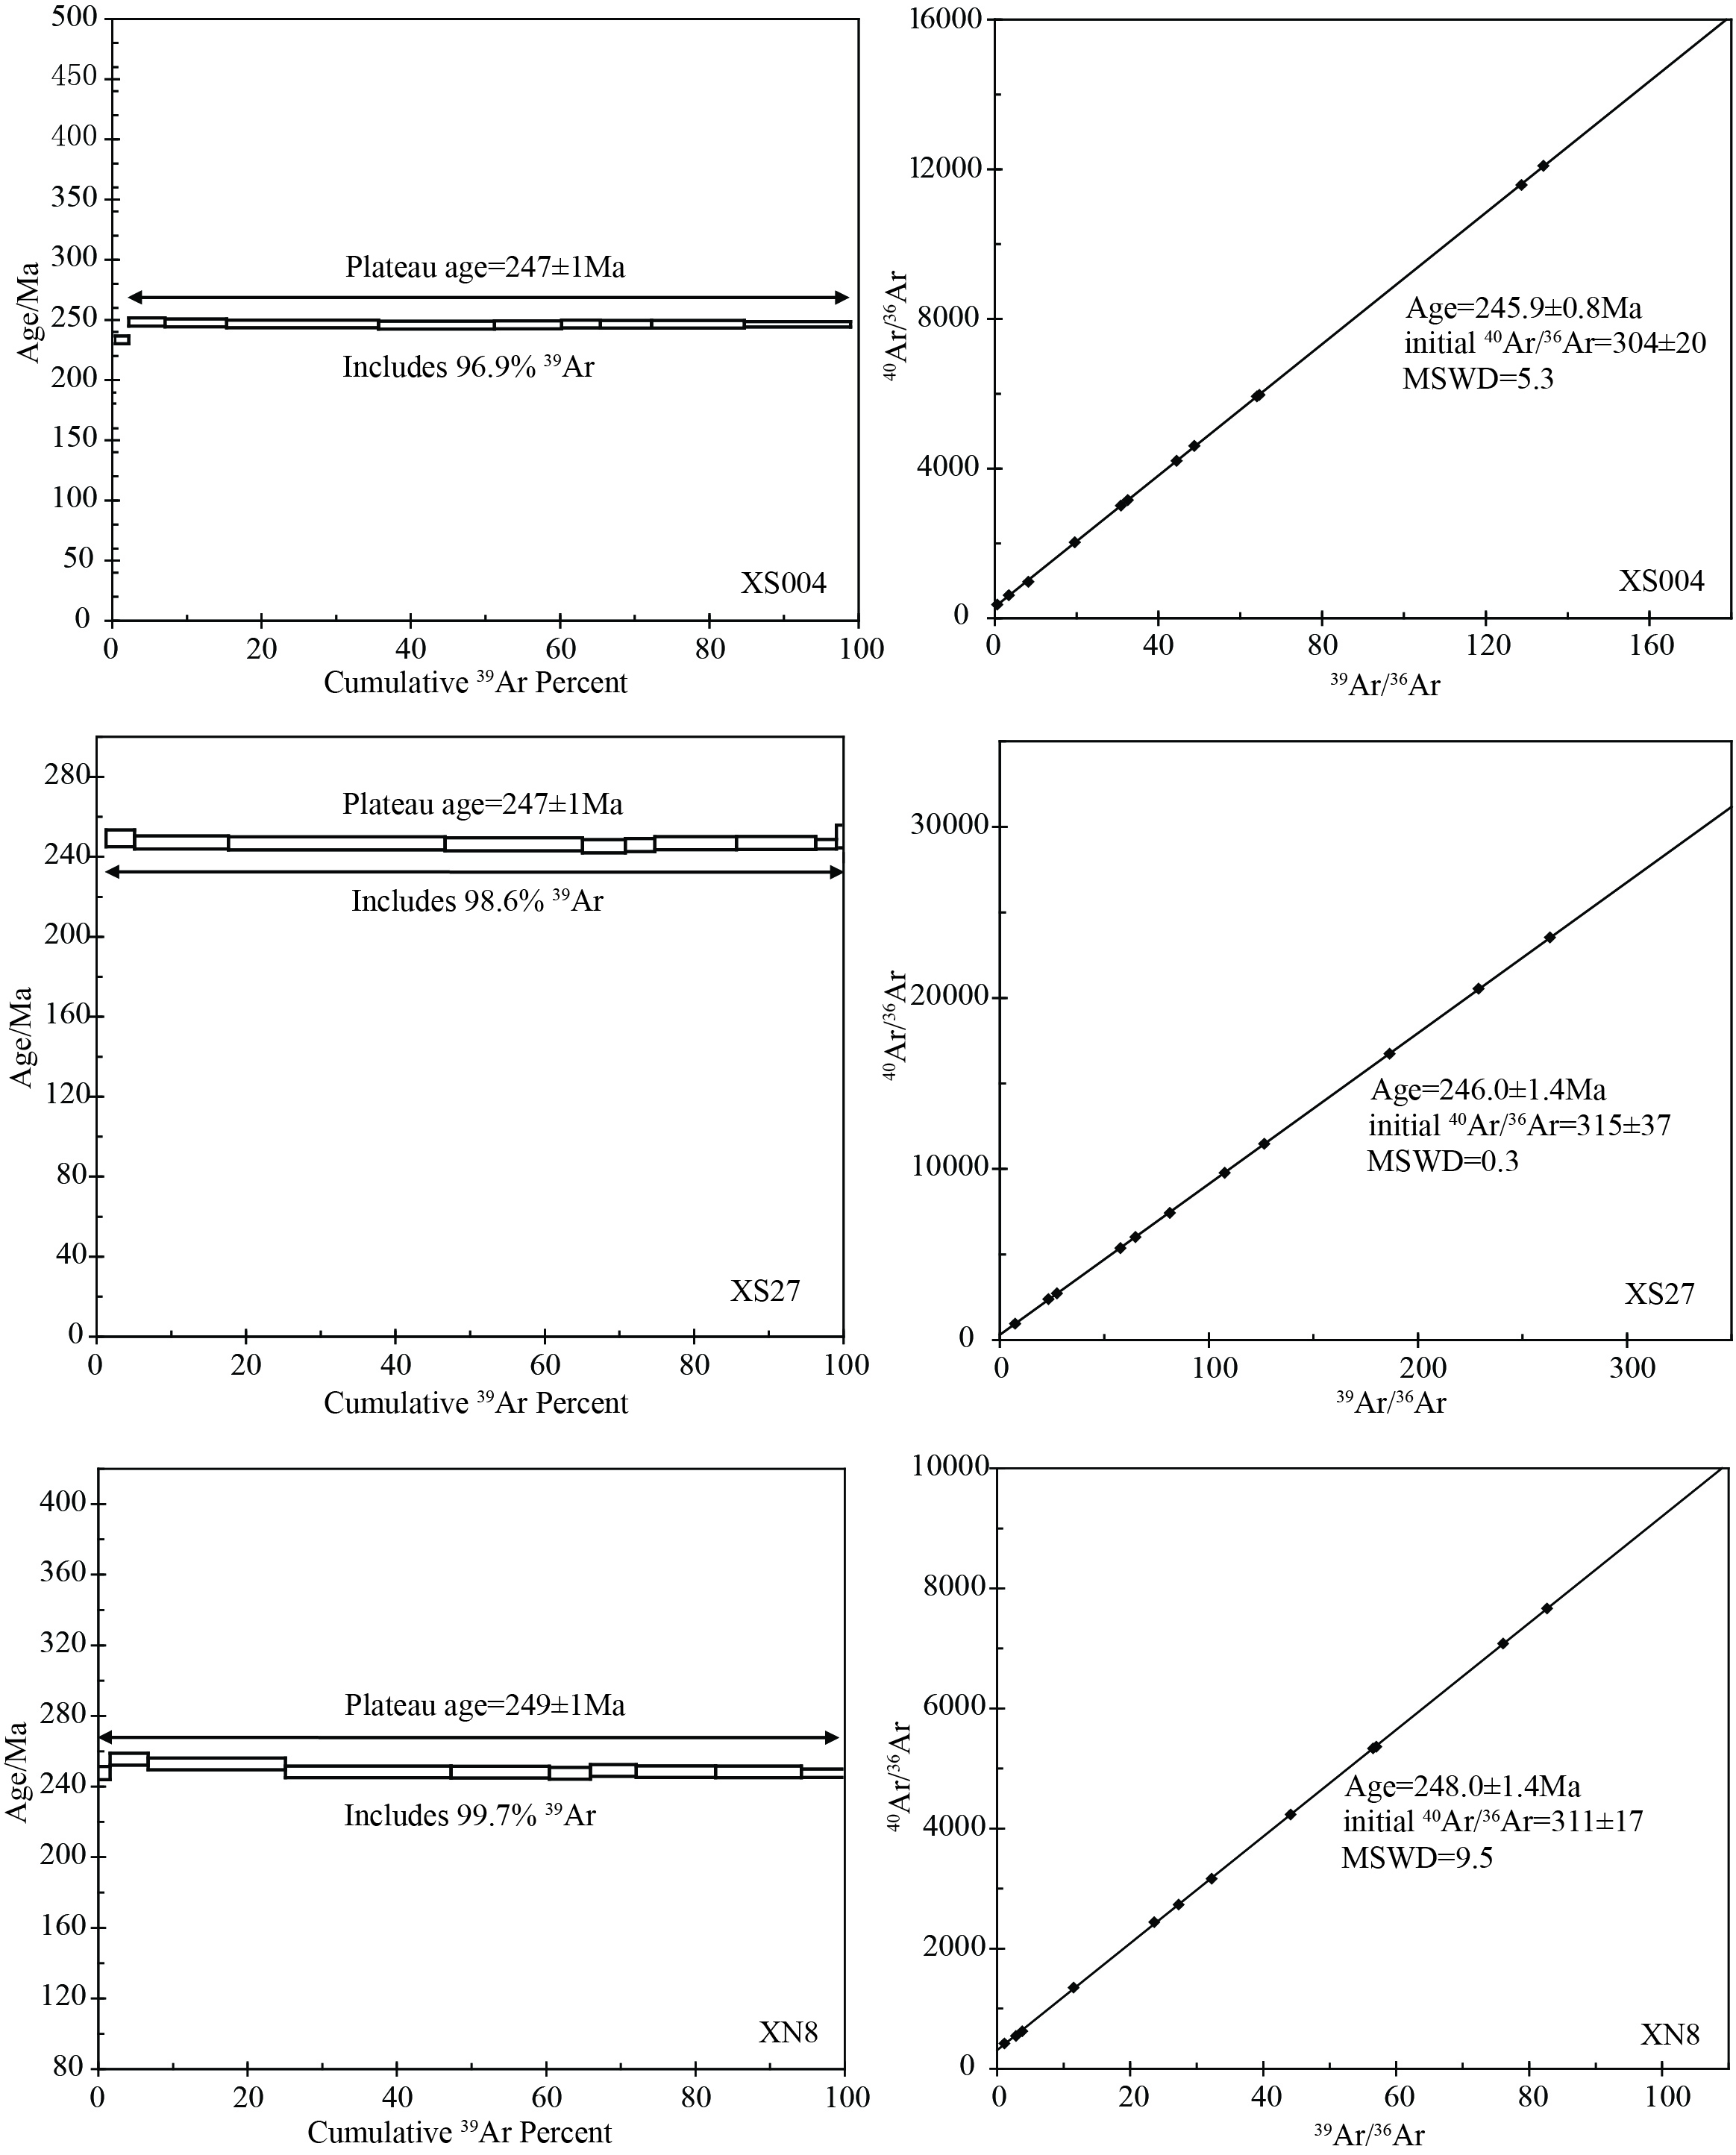 500
450
400
350
300
250
200
150
100
50
0
Age/Ma
Plateau age=247±1Ma
Includes 96.9% ³⁹Ar
XS004
0 20 40 60 80 100
Cumulative ³⁹Ar Percent
16000
12000
8000
4000
0
⁴⁰Ar/³⁶Ar
Age=245.9±0.8Ma
initial ⁴⁰Ar/³⁶Ar=304±20
MSWD=5.3
XS004
0 40 80 120 160
³⁹Ar/³⁶Ar
280
240
200
160
120
80
40
0
Age/Ma
Plateau age=247±1Ma
Includes 98.6% ³⁹Ar
XS27
0 20 40 60 80 100
Cumulative ³⁹Ar Percent
30000
20000
10000
0
⁴⁰Ar/³⁶Ar
Age=246.0±1.4Ma
initial ⁴⁰Ar/³⁶Ar=315±37
MSWD=0.3
XS27
0 100 200 300
³⁹Ar/³⁶Ar
400
360
320
280
240
200
160
120
80
Age/Ma
Plateau age=249±1Ma
Includes 99.7% ³⁹Ar
XN8
0 20 40 60 80 100
Cumulative ³⁹Ar Percent
10000
8000
6000
4000
2000
0
⁴⁰Ar/³⁶Ar
Age=248.0±1.4Ma
initial ⁴⁰Ar/³⁶Ar=311±17
MSWD=9.5
XN8
0 20 40 60 80 100
³⁹Ar/³⁶Ar